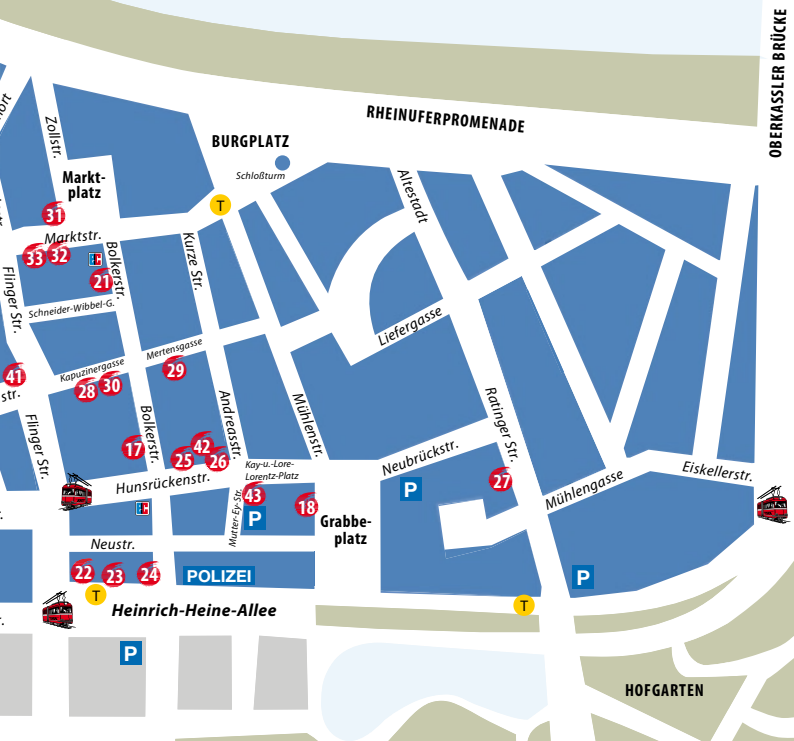 OBERKASSLER BRÜCKE
RHEINUFERPROMENADE
BURGPLATZ
Schloßturm
Zollstr.
Markt-
platz
Altestadt
T
31
Marktstr.
33
32
21
Bolkerstr.
Kurze Str.
Flinger Str.
Schneider-Wibbel-G.
Liefergasse
Mertensgasse
Kapuzinergasse
41
28
30
29
str.
Flinger Str.
Bolkerstr.
Andreasstr.
Mühlenstr.
Ratinger Str.
17
25
42
26
Kay-u.-Lore-
Lorentz-Platz
Neubrückstr.
Hunsrückenstr.
Mutter-Ey-Str.
43
P
18
Grabbe-
platz
P
27
Mühlengasse
Eiskellerstr.
Neustr.
22
23
24
POLIZEI
P
T
T
Heinrich-Heine-Allee
P
HOFGARTEN